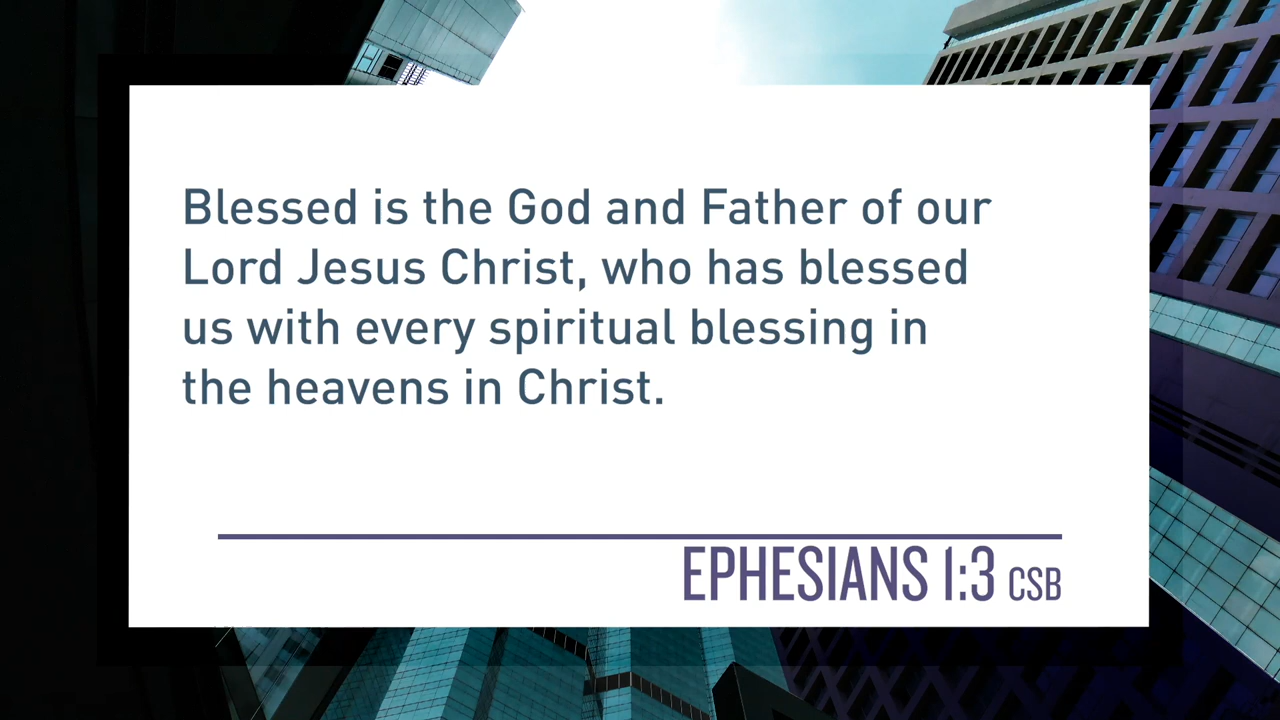 Blessed is the God and Father of our
Lord Jesus Christ, who has blessed
us with every spiritual blessing in
the heavens in Christ.
EPHESIANS 1:3 CSB